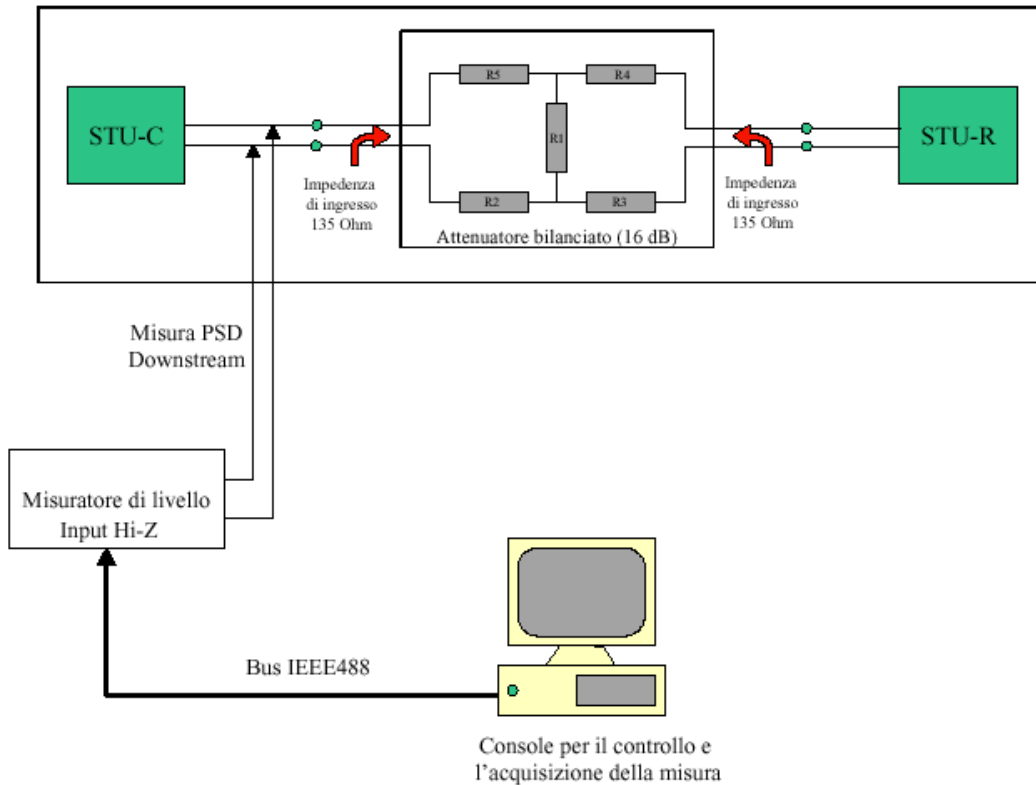 R5
R4
STU-C
R1
STU-R
Impedenza
di ingresso
135 Ohm
Impedenza
di ingresso
135 Ohm
R2
R3
Attenuatore bilanciato (16 dB)
Misura PSD
Downstream
Misuratore di livello
Input Hi-Z
Bus IEEE488
Console per il controllo e
l'acquisizione della misura